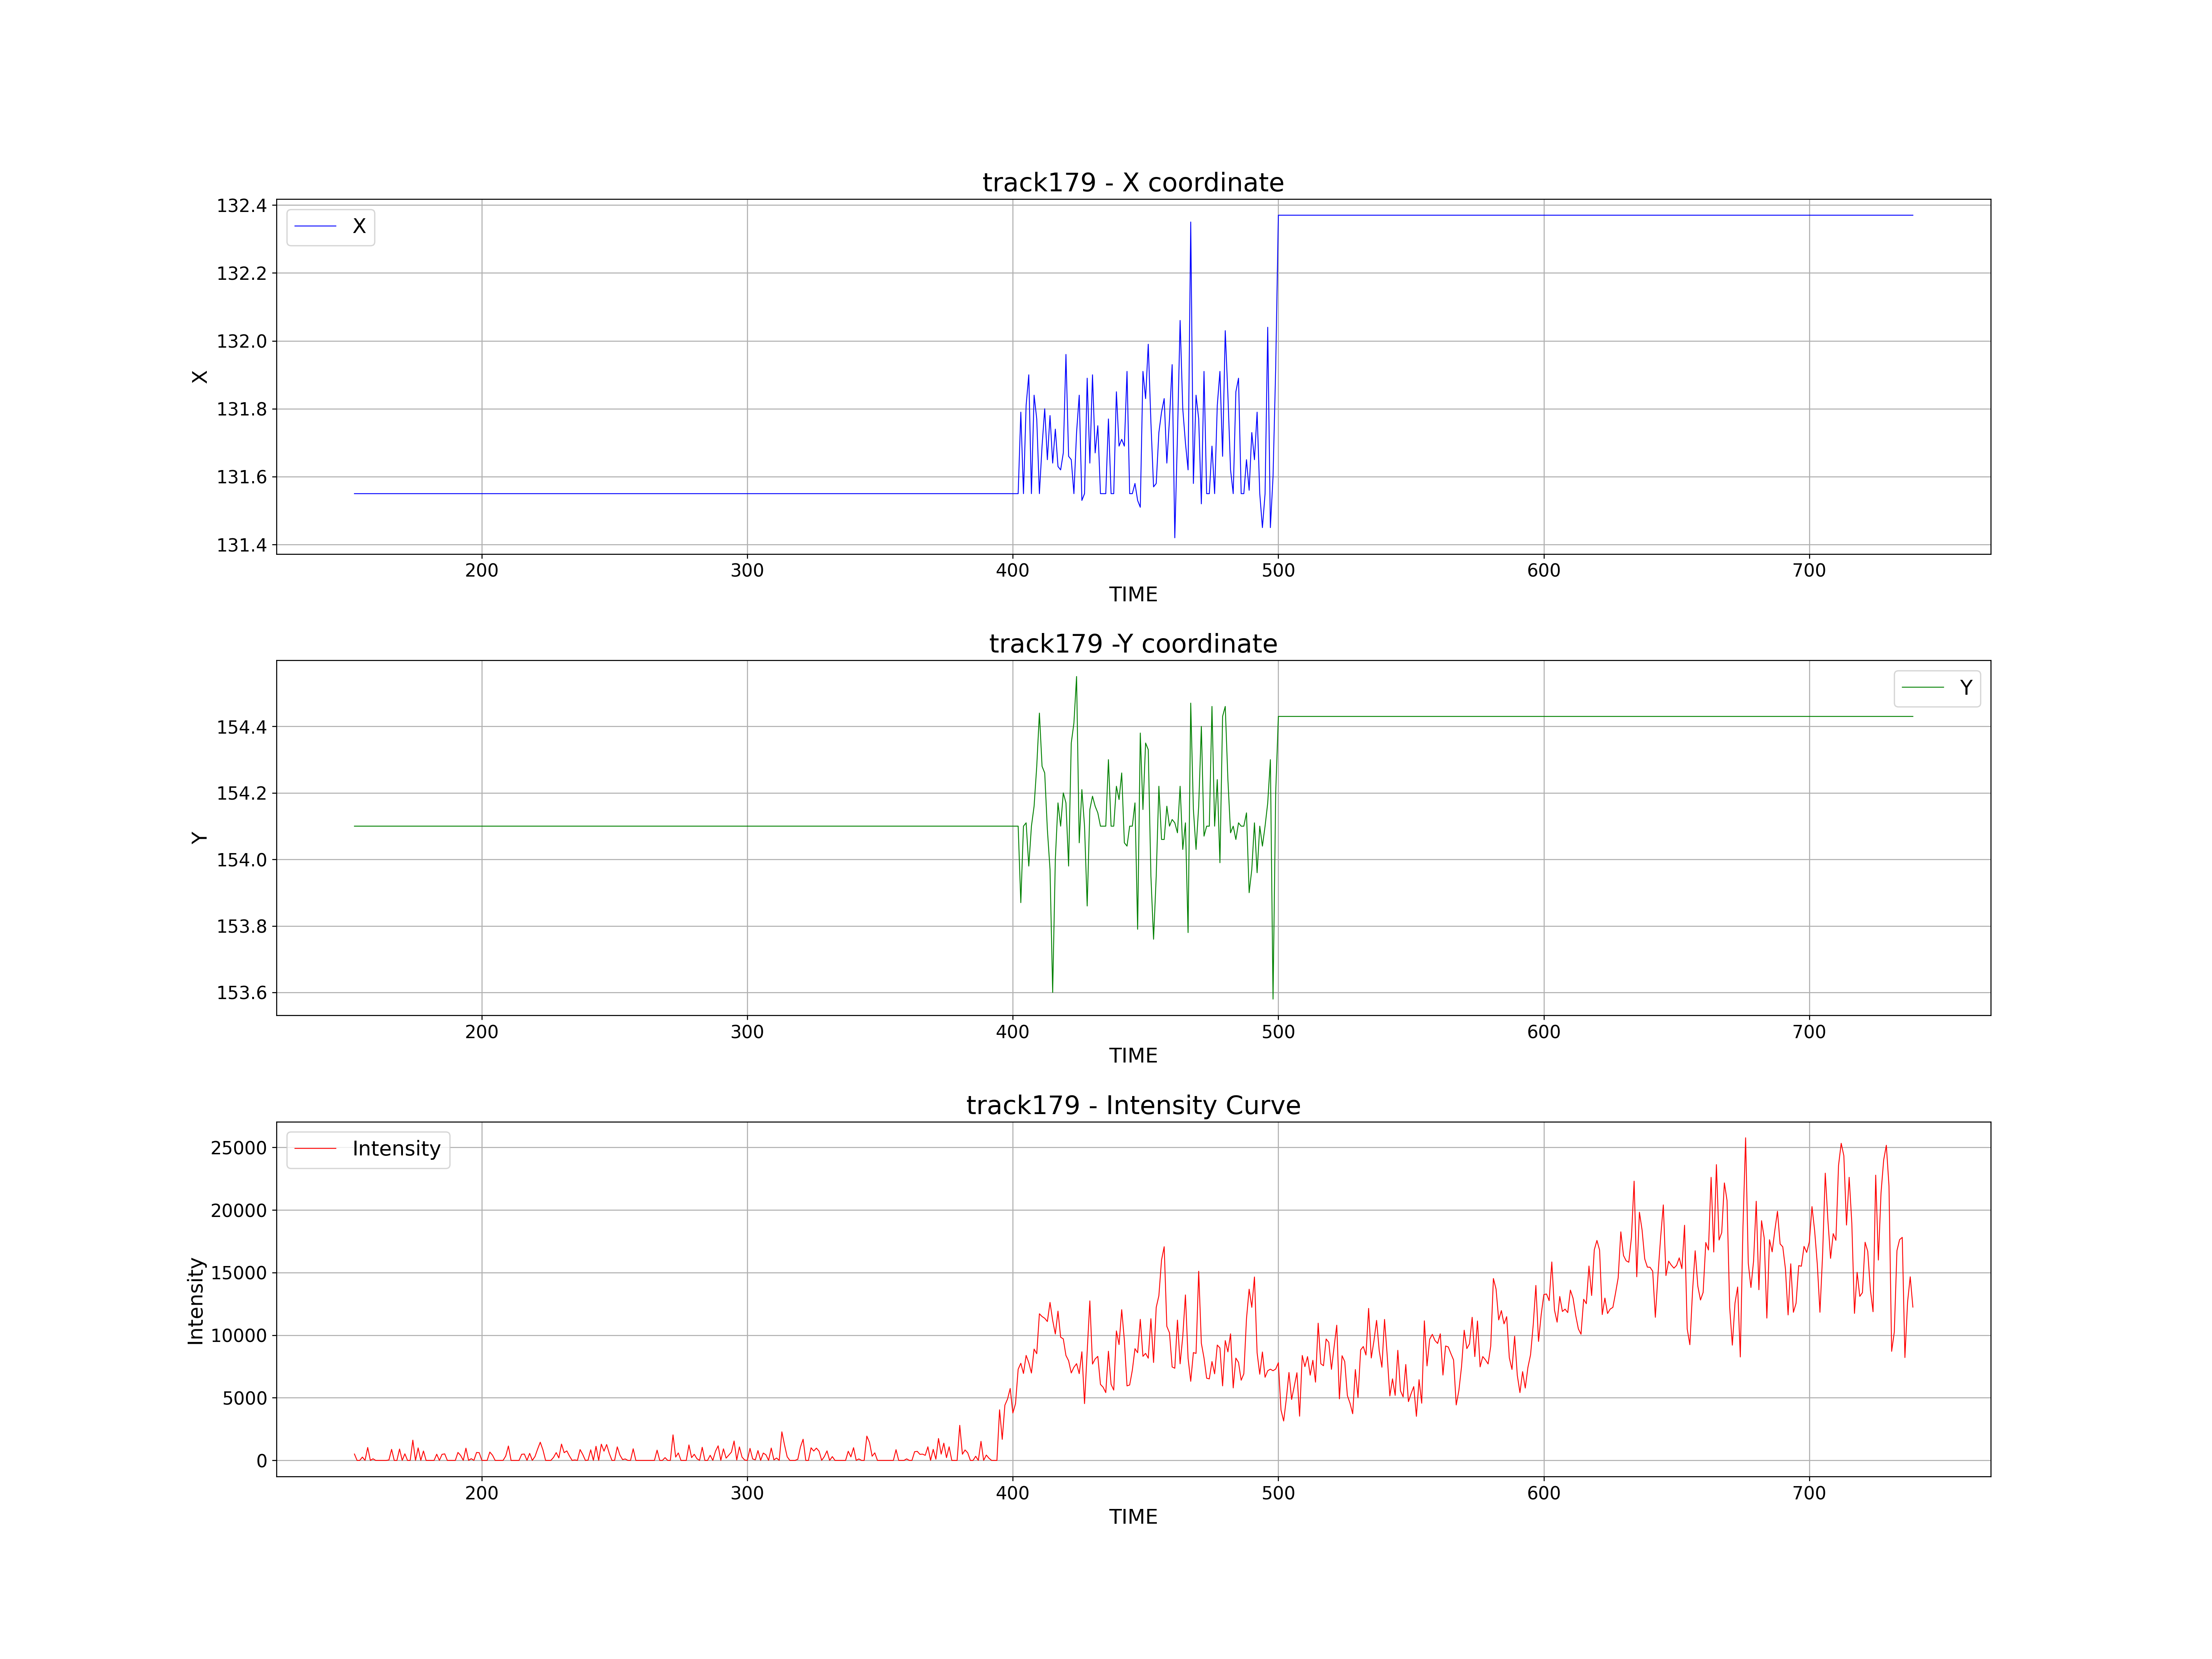 track179 - X coordinate
132.4
132.2
132.0
131.8
131.6
131.4
X
X
200 300 400 500 600 700
TIME
track179 -Y coordinate
154.4
154.2
154.0
153.8
153.6
Y
Y
200 300 400 500 600 700
TIME
track179 - Intensity Curve
25000
20000
15000
10000
5000
0
Intensity
Intensity
200 300 400 500 600 700
TIME